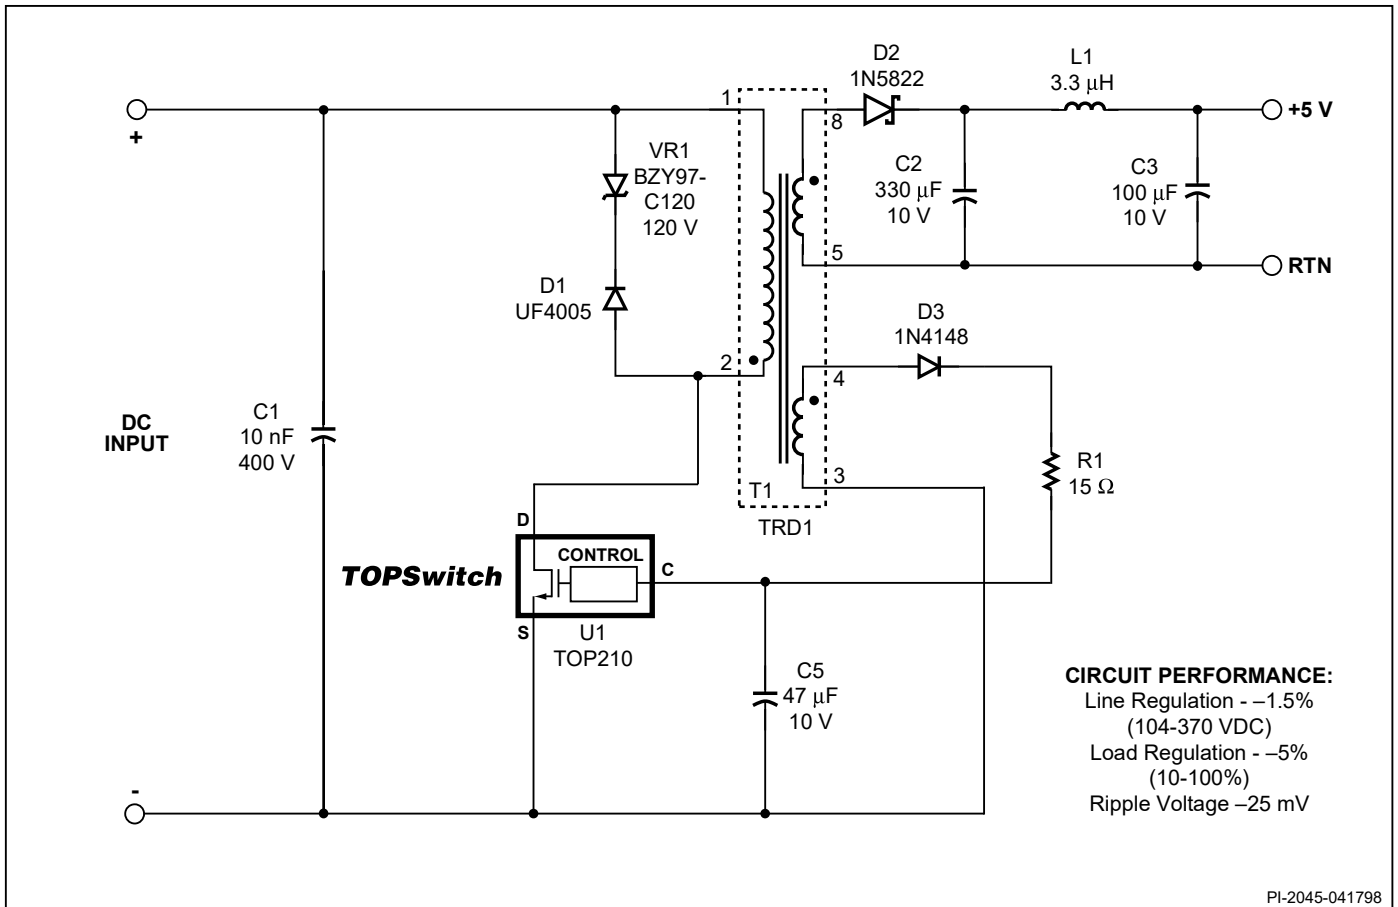 D2
1N5822
L1
3.3 µH
+
1
8
+5 V
VR1
BZY97-
C120
120 V
C2
330 µF
10 V
C3
100 µF
10 V
5
RTN
D1
UF4005
D3
1N4148
2
4
DC
INPUT
C1
10 nF
400 V
R1
15 Ω
T1
3
TRD1
D
CONTROL
C
TOPSwitch
S
U1
TOP210
C5
47 µF
10 V
CIRCUIT PERFORMANCE:
Line Regulation - –1.5%
(104-370 VDC)
Load Regulation - –5%
(10-100%)
Ripple Voltage –25 mV
-
PI-2045-041798